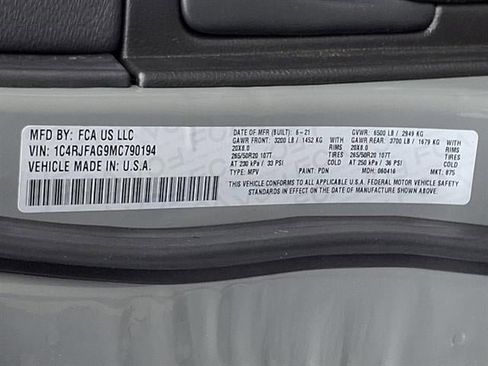 MFD BY: FCA US LLC
VIN: 1C4RJFAG9MC790194
VEHICLE MADE IN U.S.A.
DATE OF MFR (BUILT): 6-21 GVWR: 6500 LB / 2949 KG
GAWR FRONT: 3200 LB / 1452 KG WITH GAWR REAR: 3700 LB / 1679 KG WITH
20X8.0 RIMS 20X8.0 RIMS
265/50R20 107T TIRES 265/50R20 107T TIRES
AT 230 kPa / 33 PSI COLD AT 250 kPa / 36 PSI COLD
TYPE: MPV PAINT: PDN MDH: 060416 MKT: 875
THIS VEHICLE CONFORMS TO ALL APPLICABLE U.S.A. FEDERAL MOTOR VEHICLE SAFETY
STANDARDS IN EFFECT ON THE DATE OF MANUFACTURE SHOWN ABOVE.